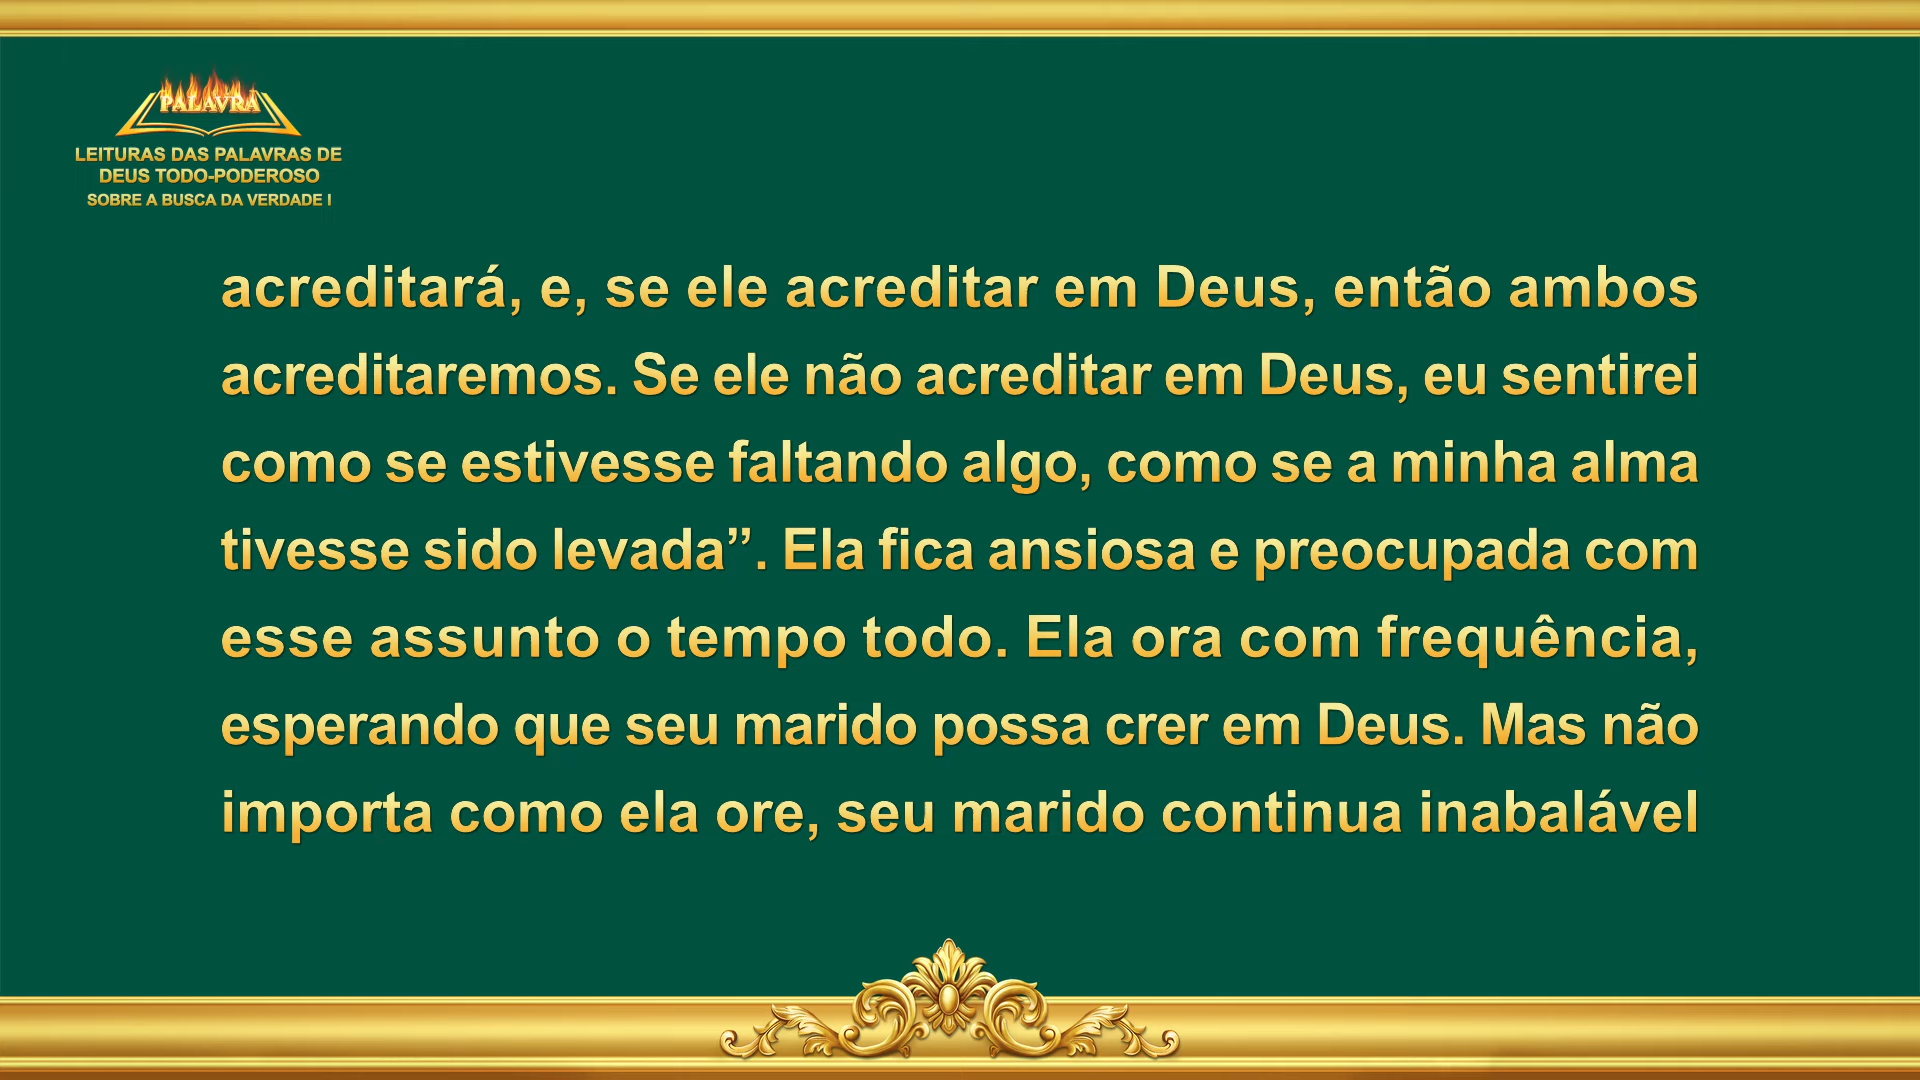 PALAVRA
LEITURAS DAS PALAVRAS DE
DEUS TODO-PODEROSO
SOBRE A BUSCA DA VERDADE I
acreditará, e, se ele acreditar em Deus, então ambos
acreditaremos. Se ele não acreditar em Deus, eu sentirei
como se estivesse faltando algo, como se a minha alma
tivesse sido levada”. Ela fica ansiosa e preocupada com
esse assunto o tempo todo. Ela ora com frequência,
esperando que seu marido possa crer em Deus. Mas não
importa como ela ore, seu marido continua inabalável